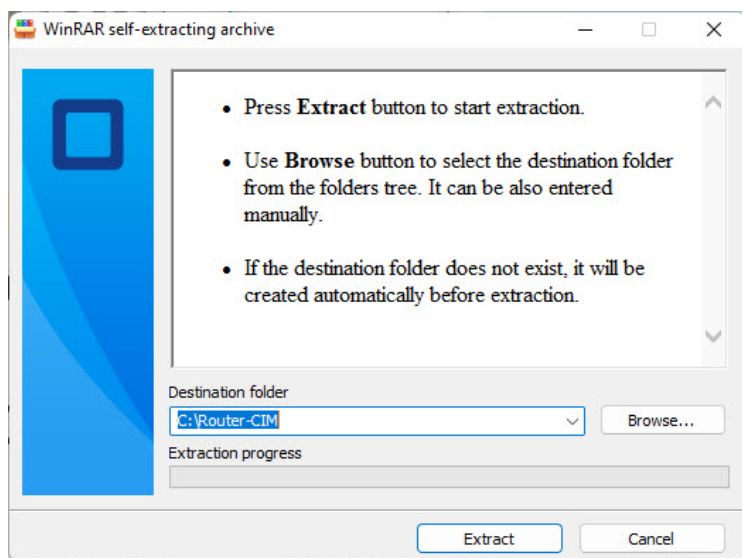 WinRAR self-extracting archive
• Press Extract button to start extraction.
• Use Browse button to select the destination folder
from the folders tree. It can be also entered
manually.
• If the destination folder does not exist, it will be
created automatically before extraction.
Destination folder
C:\Router-CIM
Browse...
Extraction progress
Extract
Cancel